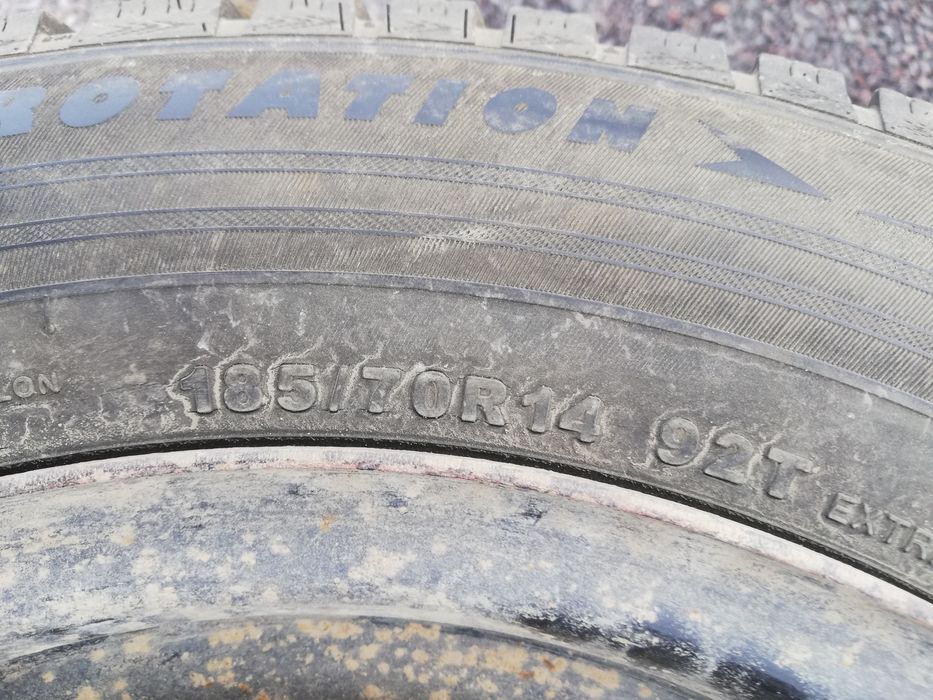 ROTATION
185/70R14 92T